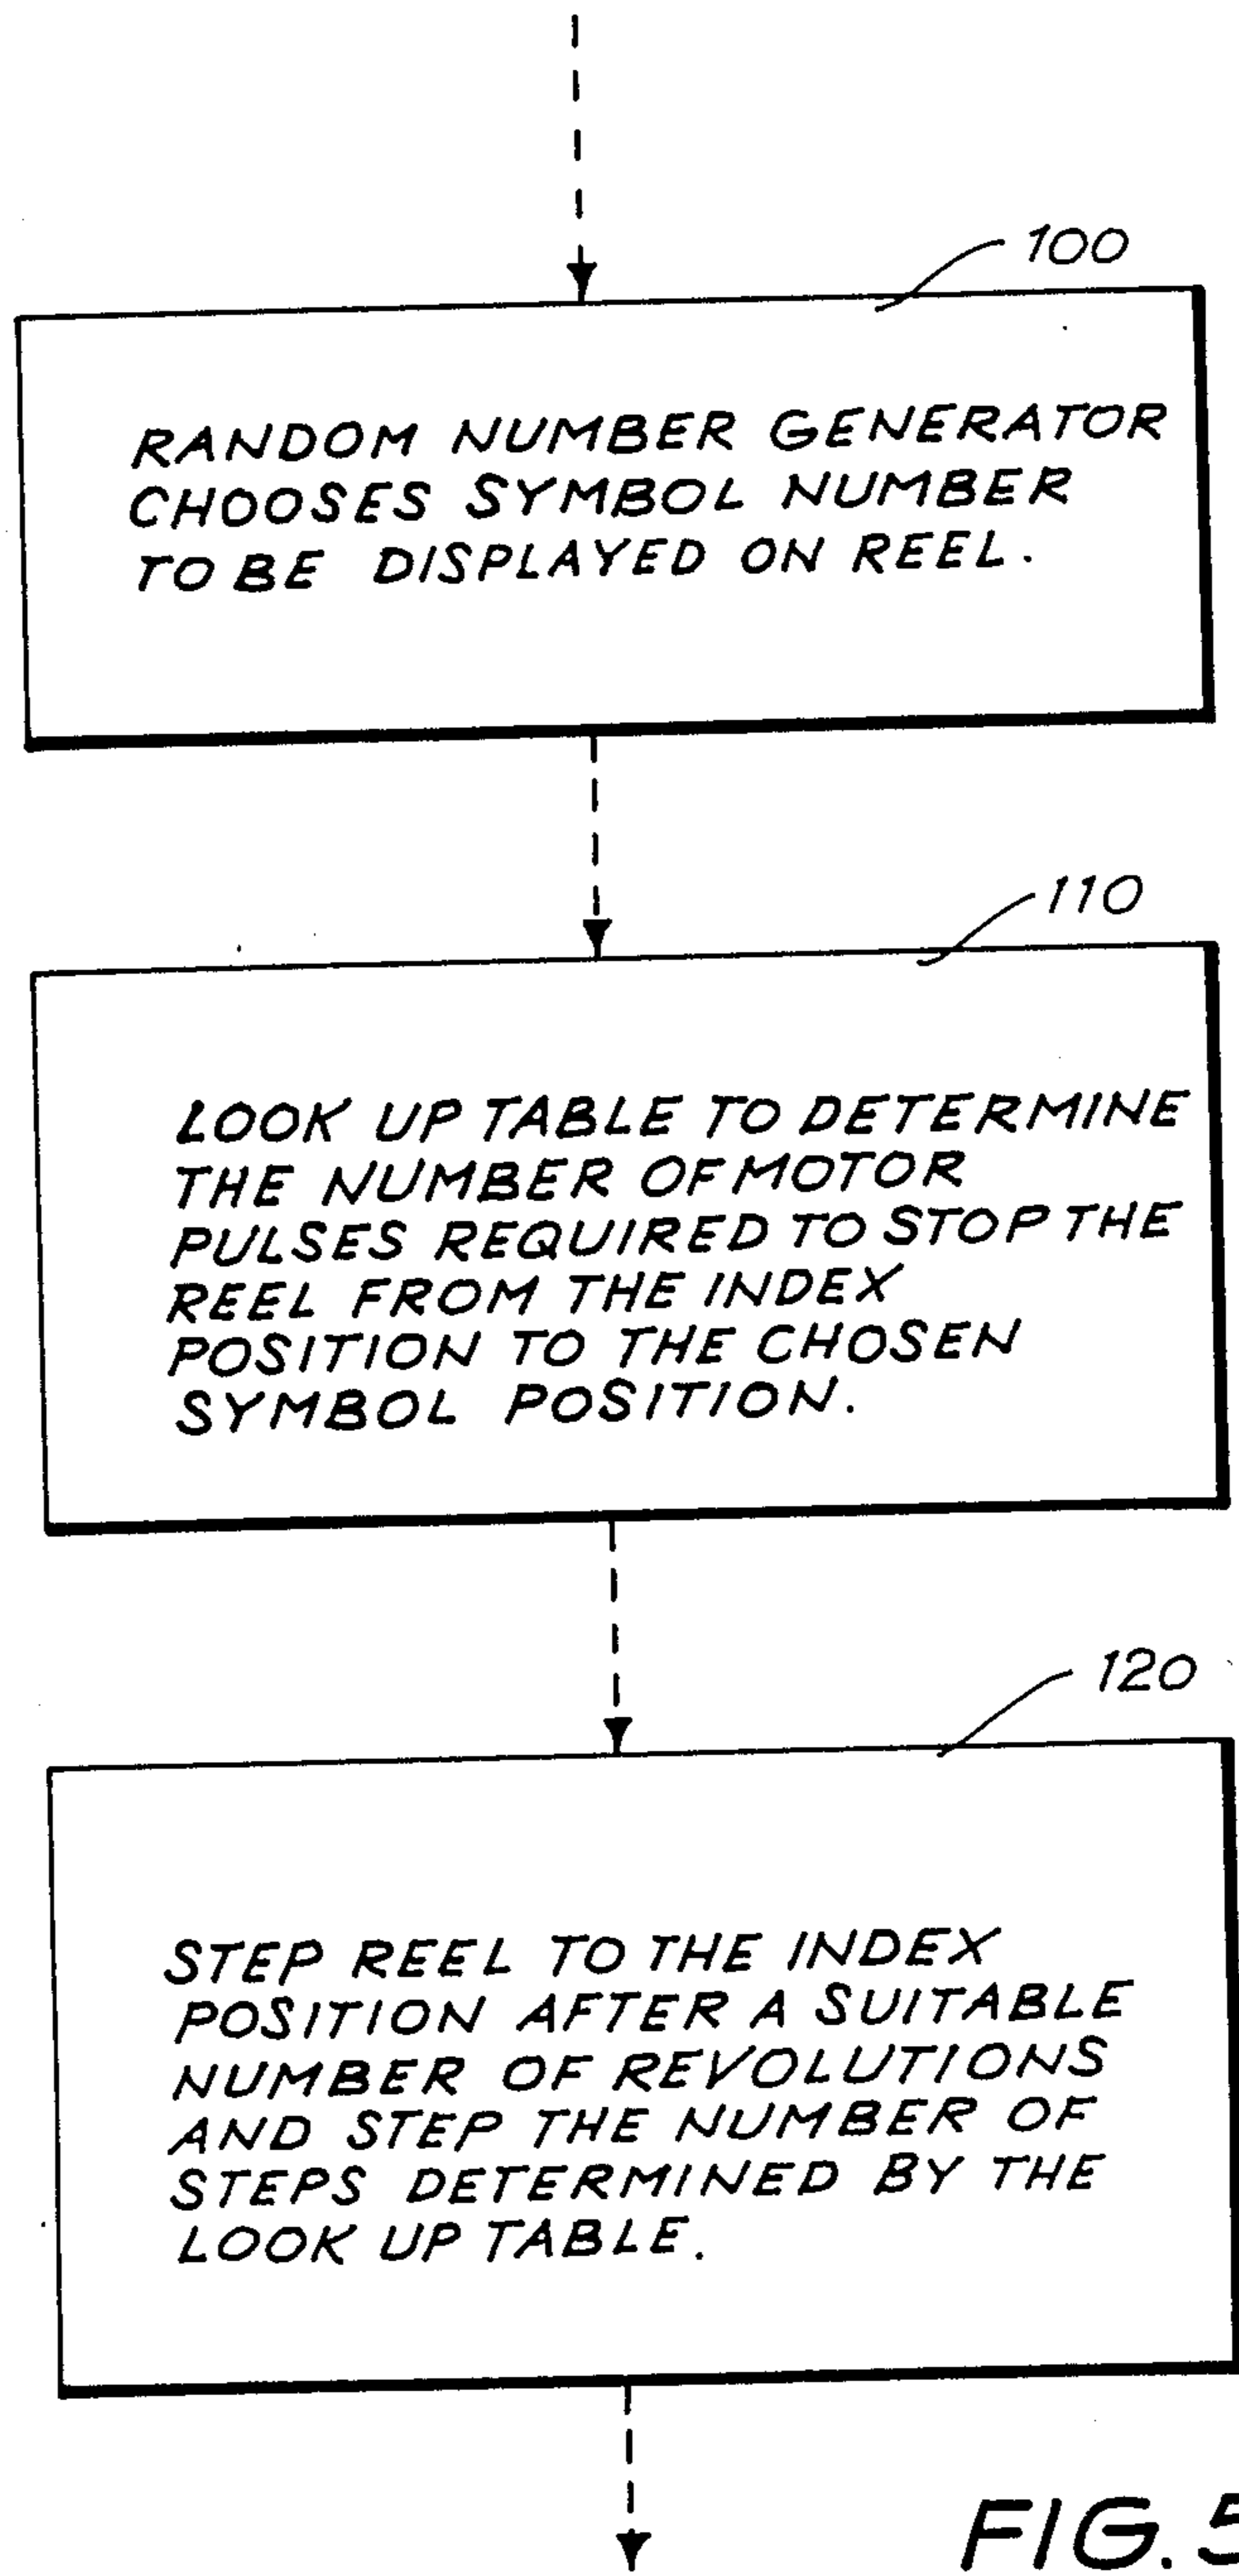 100
RANDOM NUMBER GENERATOR
CHOOSES SYMBOL NUMBER
TO BE DISPLAYED ON REEL.
110
LOOK UP TABLE TO DETERMINE
THE NUMBER OF MOTOR
PULSES REQUIRED TO STOP THE
REEL FROM THE INDEX
POSITION TO THE CHOSEN
SYMBOL POSITION.
120
STEP REEL TO THE INDEX
POSITION AFTER A SUITABLE
NUMBER OF REVOLUTIONS
AND STEP THE NUMBER OF
STEPS DETERMINED BY THE
LOOK UP TABLE.
FIG. 5